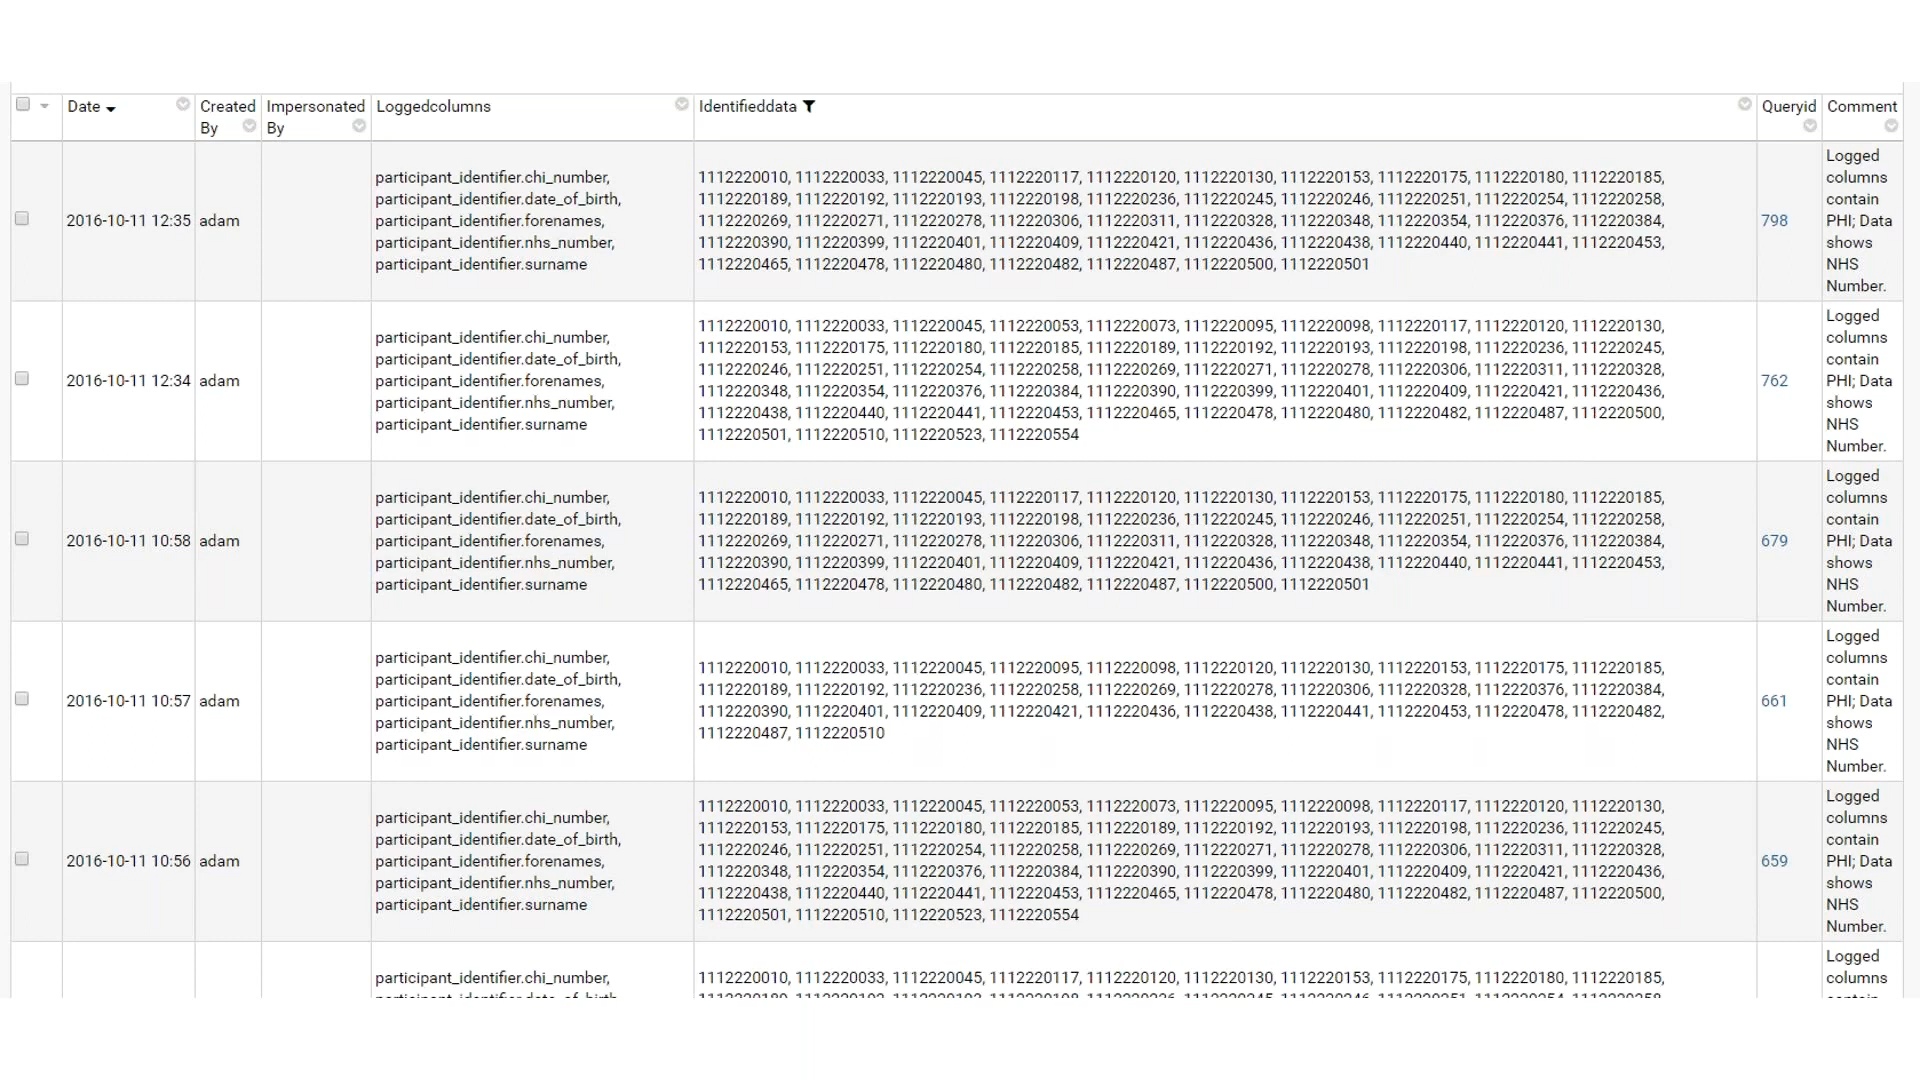 Date
Created By
Impersonated By
Loggedcolumns
Identifieddata
Queryid
Comment
2016-10-11 12:35
adam
participant_identifier.chi_number,
participant_identifier.date_of_birth,
participant_identifier.forenames,
participant_identifier.nhs_number,
participant_identifier.surname
1112220010, 1112220033, 1112220045, 1112220117, 1112220120, 1112220130, 1112220153, 1112220175, 1112220180, 1112220185,
1112220189, 1112220192, 1112220193, 1112220198, 1112220236, 1112220245, 1112220246, 1112220251, 1112220254, 1112220258,
1112220269, 1112220271, 1112220278, 1112220306, 1112220311, 1112220328, 1112220348, 1112220354, 1112220376, 1112220384,
1112220390, 1112220399, 1112220401, 1112220409, 1112220421, 1112220436, 1112220438, 1112220440, 1112220441, 1112220453,
1112220465, 1112220478, 1112220480, 1112220482, 1112220487, 1112220500, 1112220501
798
Logged
columns
contain
PHI; Data
shows
NHS
Number.
2016-10-11 12:34
adam
participant_identifier.chi_number,
participant_identifier.date_of_birth,
participant_identifier.forenames,
participant_identifier.nhs_number,
participant_identifier.surname
1112220010, 1112220033, 1112220045, 1112220053, 1112220073, 1112220095, 1112220098, 1112220117, 1112220120, 1112220130,
1112220153, 1112220175, 1112220180, 1112220185, 1112220189, 1112220192, 1112220193, 1112220198, 1112220236, 1112220245,
1112220246, 1112220251, 1112220254, 1112220258, 1112220269, 1112220271, 1112220278, 1112220306, 1112220311, 1112220328,
1112220348, 1112220354, 1112220376, 1112220384, 1112220390, 1112220399, 1112220401, 1112220409, 1112220421, 1112220436,
1112220438, 1112220440, 1112220441, 1112220453, 1112220465, 1112220478, 1112220480, 1112220482, 1112220487, 1112220500,
1112220501, 1112220510, 1112220523, 1112220554
762
Logged
columns
contain
PHI; Data
shows
NHS
Number.
2016-10-11 10:58
adam
participant_identifier.chi_number,
participant_identifier.date_of_birth,
participant_identifier.forenames,
participant_identifier.nhs_number,
participant_identifier.surname
1112220010, 1112220033, 1112220045, 1112220117, 1112220120, 1112220130, 1112220153, 1112220175, 1112220180, 1112220185,
1112220189, 1112220192, 1112220193, 1112220198, 1112220236, 1112220245, 1112220246, 1112220251, 1112220254, 1112220258,
1112220269, 1112220271, 1112220278, 1112220306, 1112220311, 1112220328, 1112220348, 1112220354, 1112220376, 1112220384,
1112220390, 1112220399, 1112220401, 1112220409, 1112220421, 1112220436, 1112220438, 1112220440, 1112220441, 1112220453,
1112220465, 1112220478, 1112220480, 1112220482, 1112220487, 1112220500, 1112220501
679
Logged
columns
contain
PHI; Data
shows
NHS
Number.
2016-10-11 10:57
adam
participant_identifier.chi_number,
participant_identifier.date_of_birth,
participant_identifier.forenames,
participant_identifier.nhs_number,
participant_identifier.surname
1112220010, 1112220033, 1112220045, 1112220095, 1112220098, 1112220120, 1112220130, 1112220153, 1112220175, 1112220185,
1112220189, 1112220192, 1112220236, 1112220258, 1112220269, 1112220278, 1112220306, 1112220328, 1112220376, 1112220384,
1112220390, 1112220401, 1112220409, 1112220421, 1112220436, 1112220438, 1112220441, 1112220453, 1112220478, 1112220482,
1112220487, 1112220510
661
Logged
columns
contain
PHI; Data
shows
NHS
Number.
2016-10-11 10:56
adam
participant_identifier.chi_number,
participant_identifier.date_of_birth,
participant_identifier.forenames,
participant_identifier.nhs_number,
participant_identifier.surname
1112220010, 1112220033, 1112220045, 1112220053, 1112220073, 1112220095, 1112220098, 1112220117, 1112220120, 1112220130,
1112220153, 1112220175, 1112220180, 1112220185, 1112220189, 1112220192, 1112220193, 1112220198, 1112220236, 1112220245,
1112220246, 1112220251, 1112220254, 1112220258, 1112220269, 1112220271, 1112220278, 1112220306, 1112220311, 1112220328,
1112220348, 1112220354, 1112220376, 1112220384, 1112220390, 1112220399, 1112220401, 1112220409, 1112220421, 1112220436,
1112220438, 1112220440, 1112220441, 1112220453, 1112220465, 1112220478, 1112220480, 1112220482, 1112220487, 1112220500,
1112220501, 1112220510, 1112220523, 1112220554
659
Logged
columns
contain
PHI; Data
shows
NHS
Number.
participant_identifier.chi_number,
1112220010, 1112220033, 1112220045, 1112220117, 1112220120, 1112220130, 1112220153, 1112220175, 1112220180, 1112220185,
Logged
columns